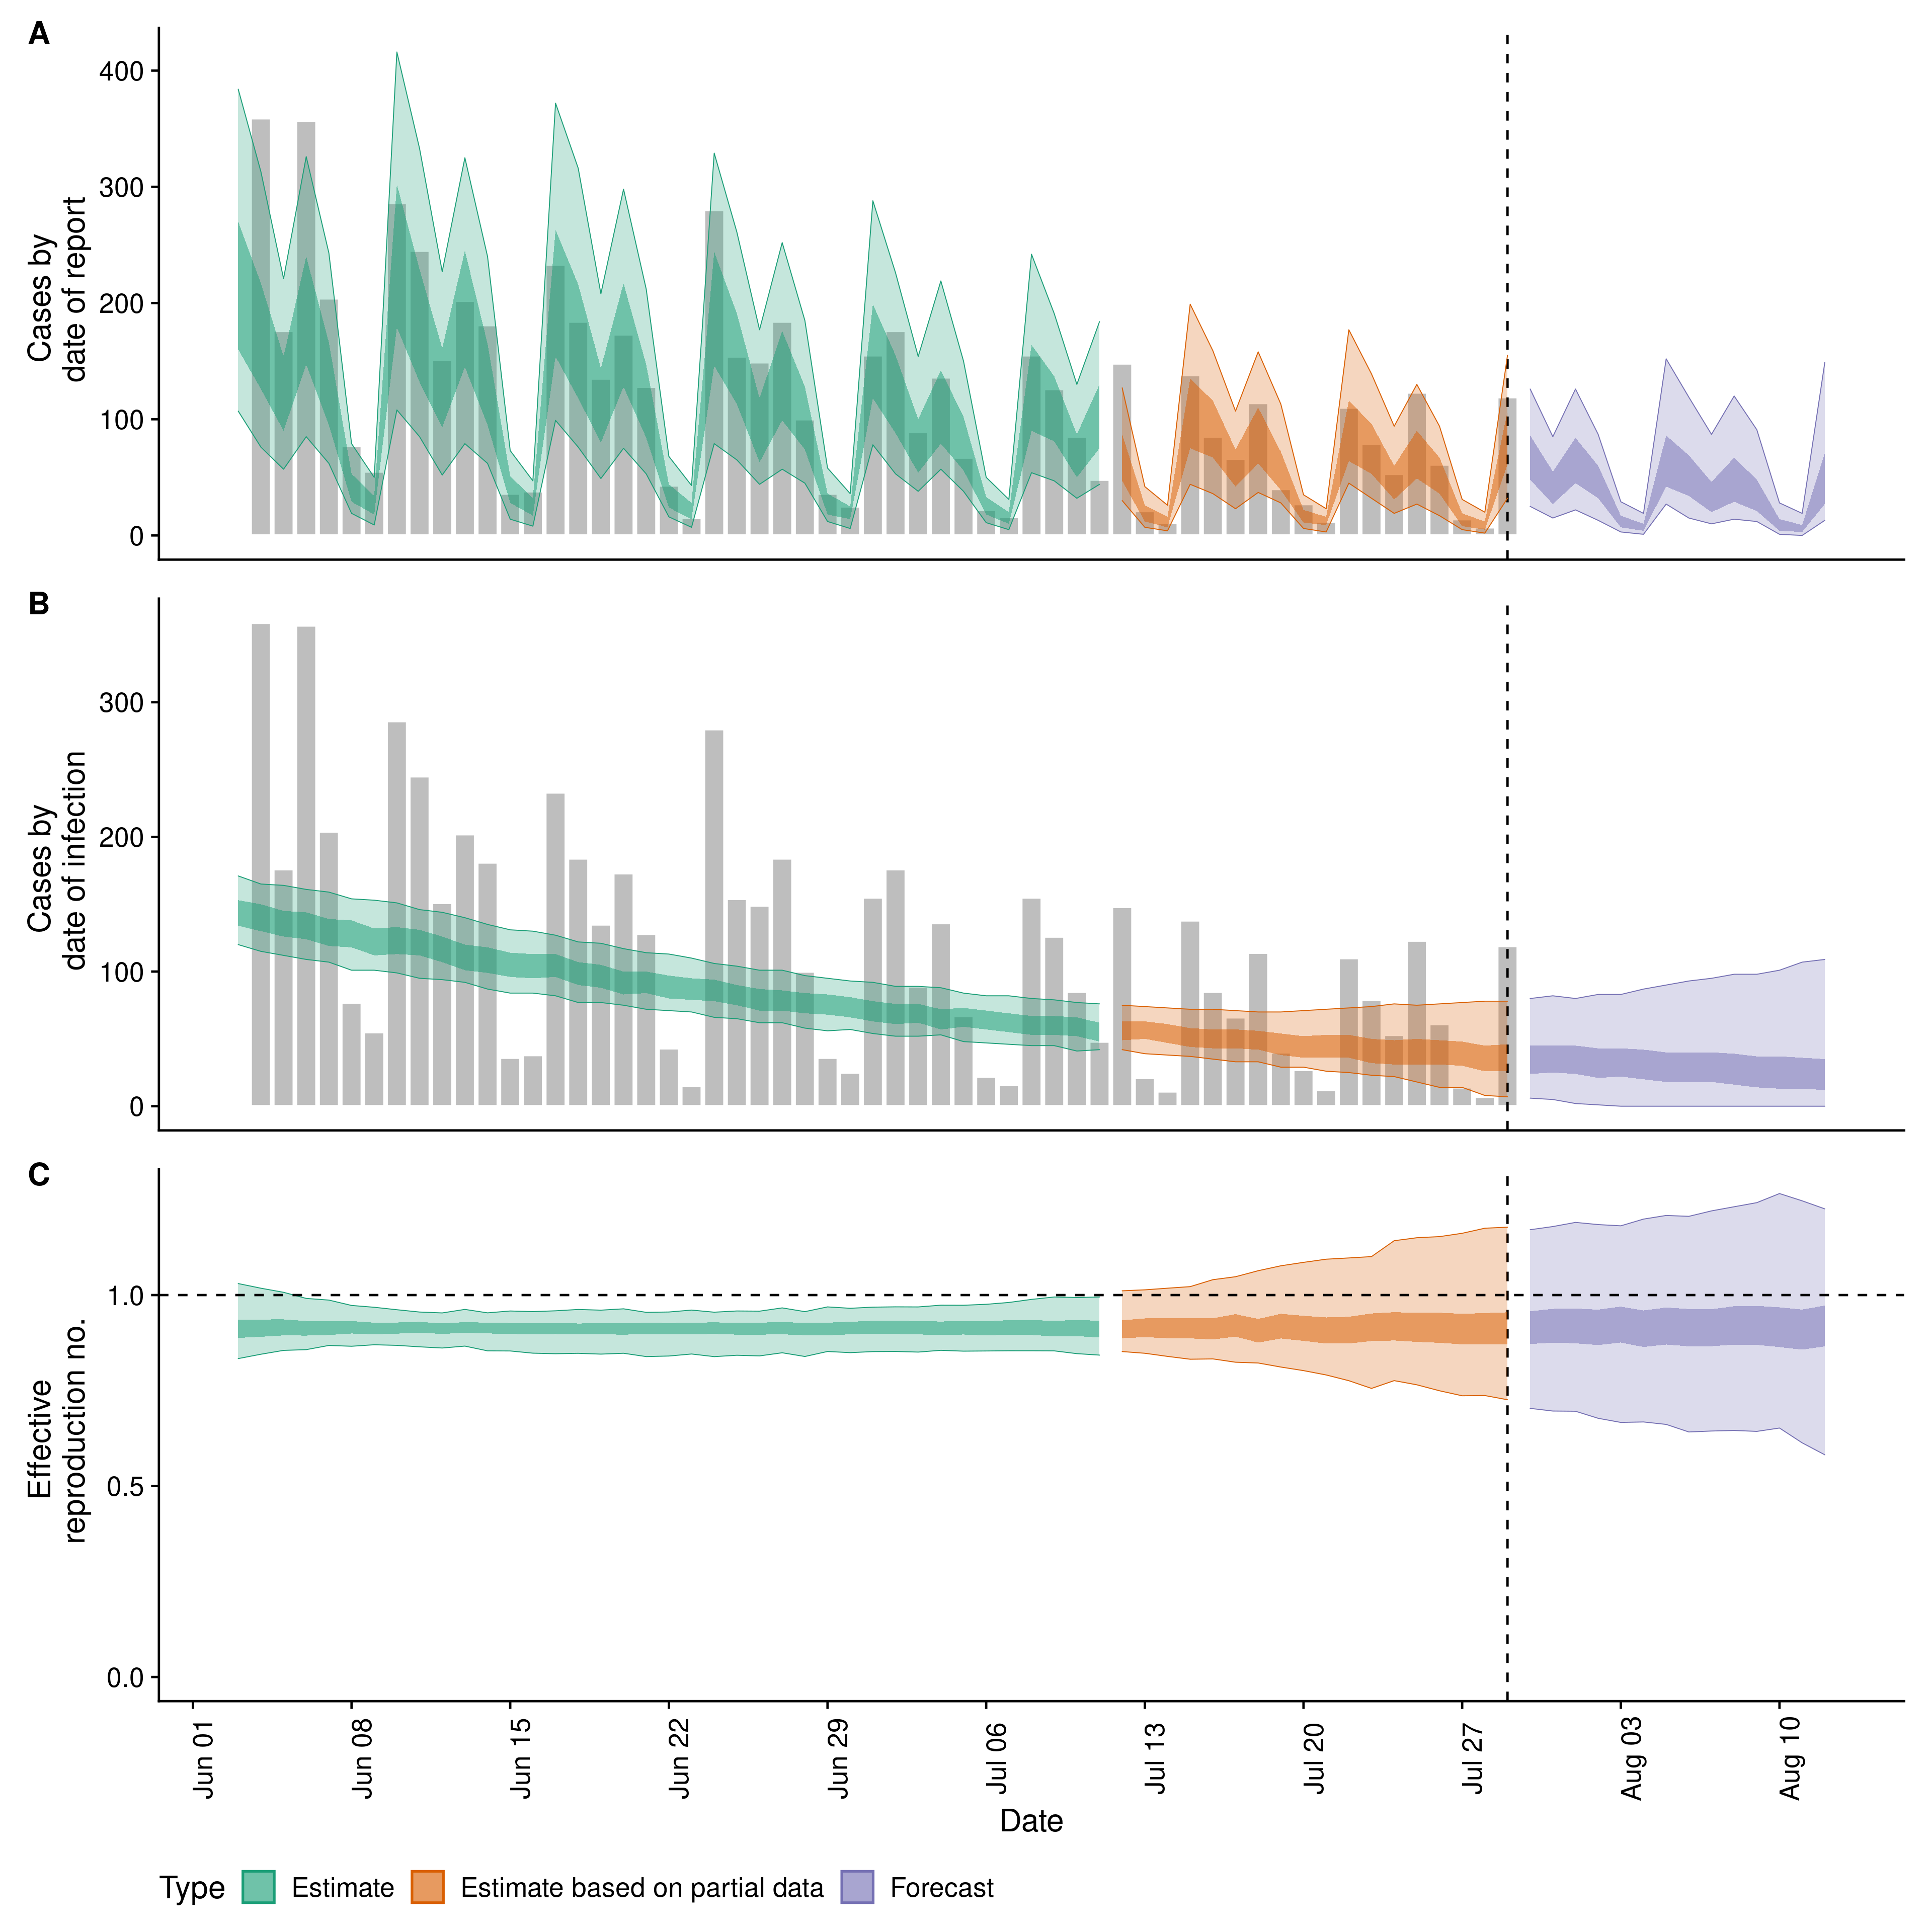 A
Cases by
date of report
400
300
200
100
0
B
Cases by
date of infection
300
200
100
0
C
Effective
reproduction no.
1.0
0.5
0.0
Jun 01
Jun 08
Jun 15
Jun 22
Jun 29
Jul 06
Jul 13
Jul 20
Jul 27
Aug 03
Aug 10
Date
Type Estimate Estimate based on partial data Forecast